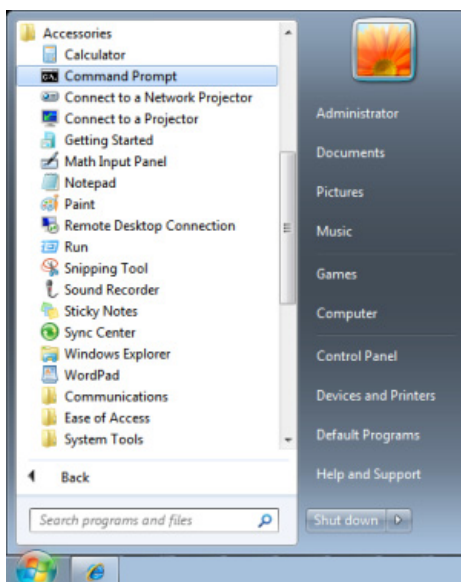 Accessories
Calculator
Command Prompt
Connect to a Network Projector
Connect to a Projector
Getting Started
Math Input Panel
Notepad
Paint
Remote Desktop Connection
Run
Snipping Tool
Sound Recorder
Sticky Notes
Sync Center
Windows Explorer
WordPad
Communications
Ease of Access
System Tools
Back
Search programs and files
Administrator
Documents
Pictures
Music
Games
Computer
Control Panel
Devices and Printers
Default Programs
Help and Support
Shut down